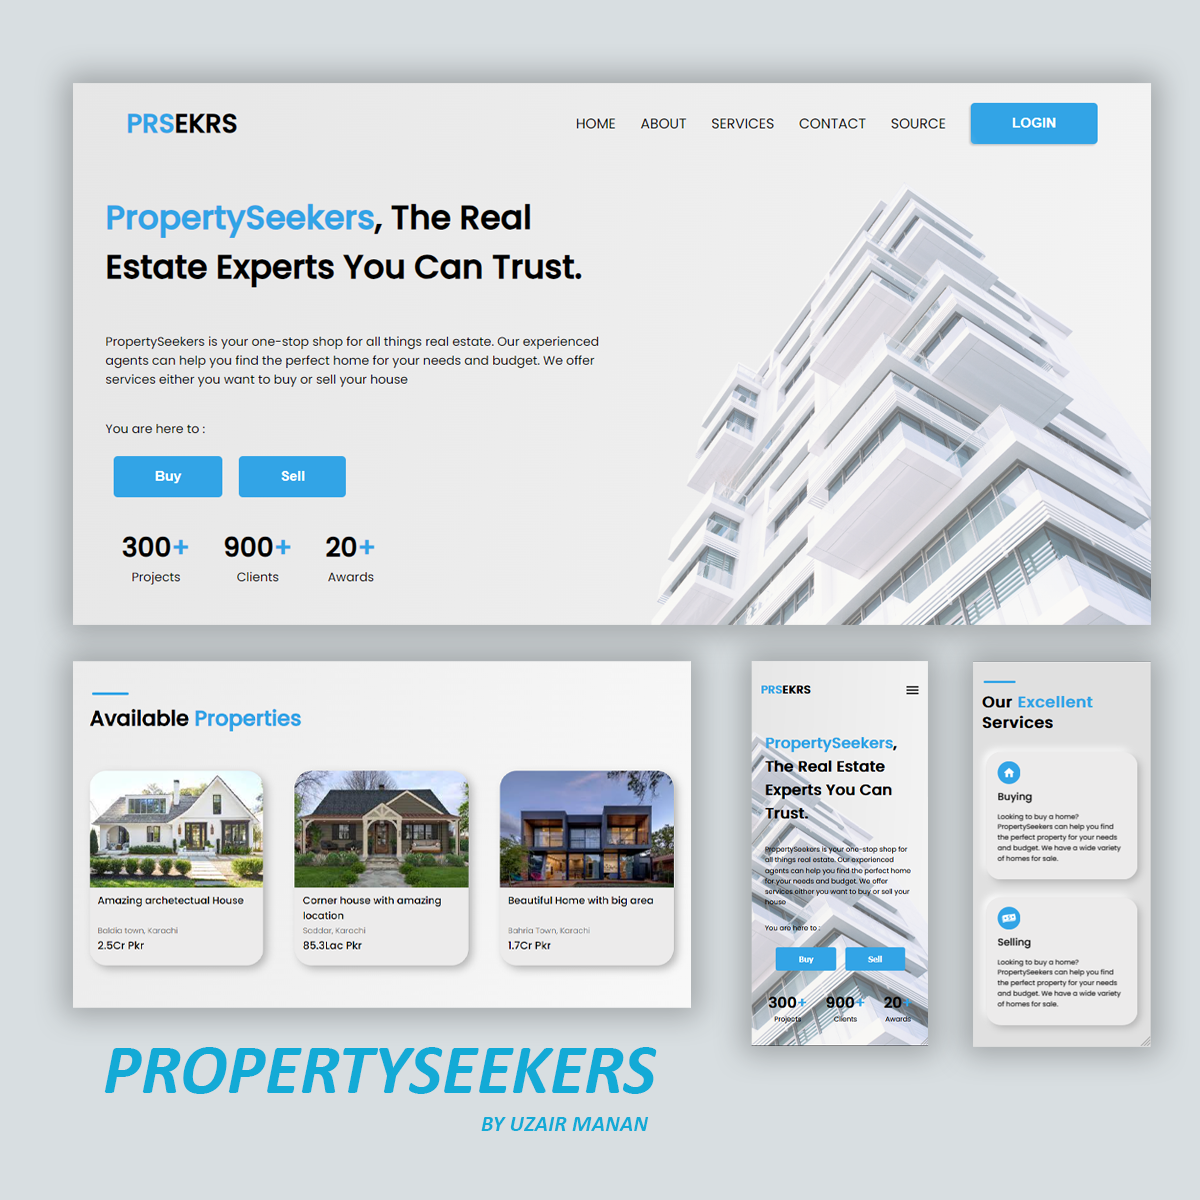 PRSEKRS
HOME ABOUT SERVICES CONTACT SOURCE LOGIN
PropertySeekers, The Real
Estate Experts You Can Trust.
PropertySeekers is your one-stop shop for all things real estate. Our experienced
agents can help you find the perfect home for your needs and budget. We offer
services either you want to buy or sell your house
You are here to :
Buy Sell
300+ 900+ 20+
Projects Clients Awards
Available Properties
Amazing archetectual House
Baldia town, Karachi
2.5Cr Pkr
Corner house with amazing
location
Saddar, Karachi
85.3Lac Pkr
Beautiful Home with big area
Bahria Town, Karachi
1.7Cr Pkr
PRSEKRS
PropertySeekers,
The Real Estate
Experts You Can
Trust.
PropertySeekers is your one-stop shop for
all things real estate. Our experienced
agents can help you find the perfect home
for your needs and budget. We offer
services either you want to buy or sell your
house
You are here to :
Buy Sell
300+ 900+ 20+
Projects Clients Awards
Our Excellent
Services
Buying
Looking to buy a home?
PropertySeekers can help you find
the perfect property for your needs
and budget. We have a wide variety
of homes for sale.
Selling
Looking to buy a home?
PropertySeekers can help you find
the perfect property for your needs
and budget. We have a wide variety
of homes for sale.
PROPERTYSEEKERS
BY UZAIR MANAN